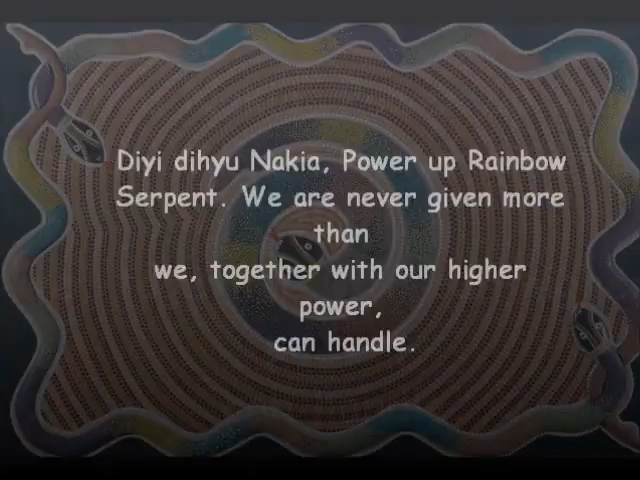 Diyi dihyu Nakia, Power up Rainbow
Serpent. We are never given more
than
we, together with our higher
power,
can handle.